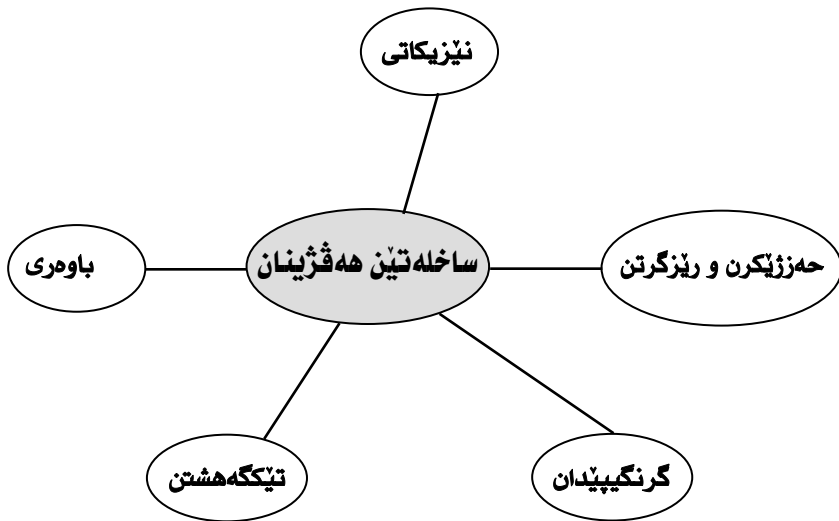 نێزیکاتی
ساخلەتێن هەڤژینان
حەزژێکرن و رێزگرتن
باوەری
تێکگەهشتن
گرنگیپێدان